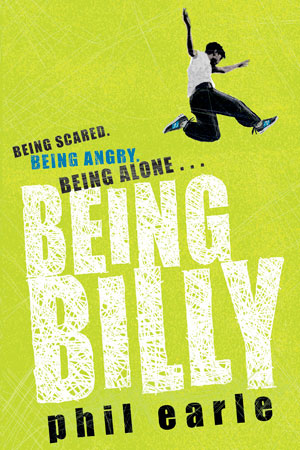 BEING SCARED.
BEING ANGRY.
BEING ALONE . . .
BEING
BILLY
phil earle